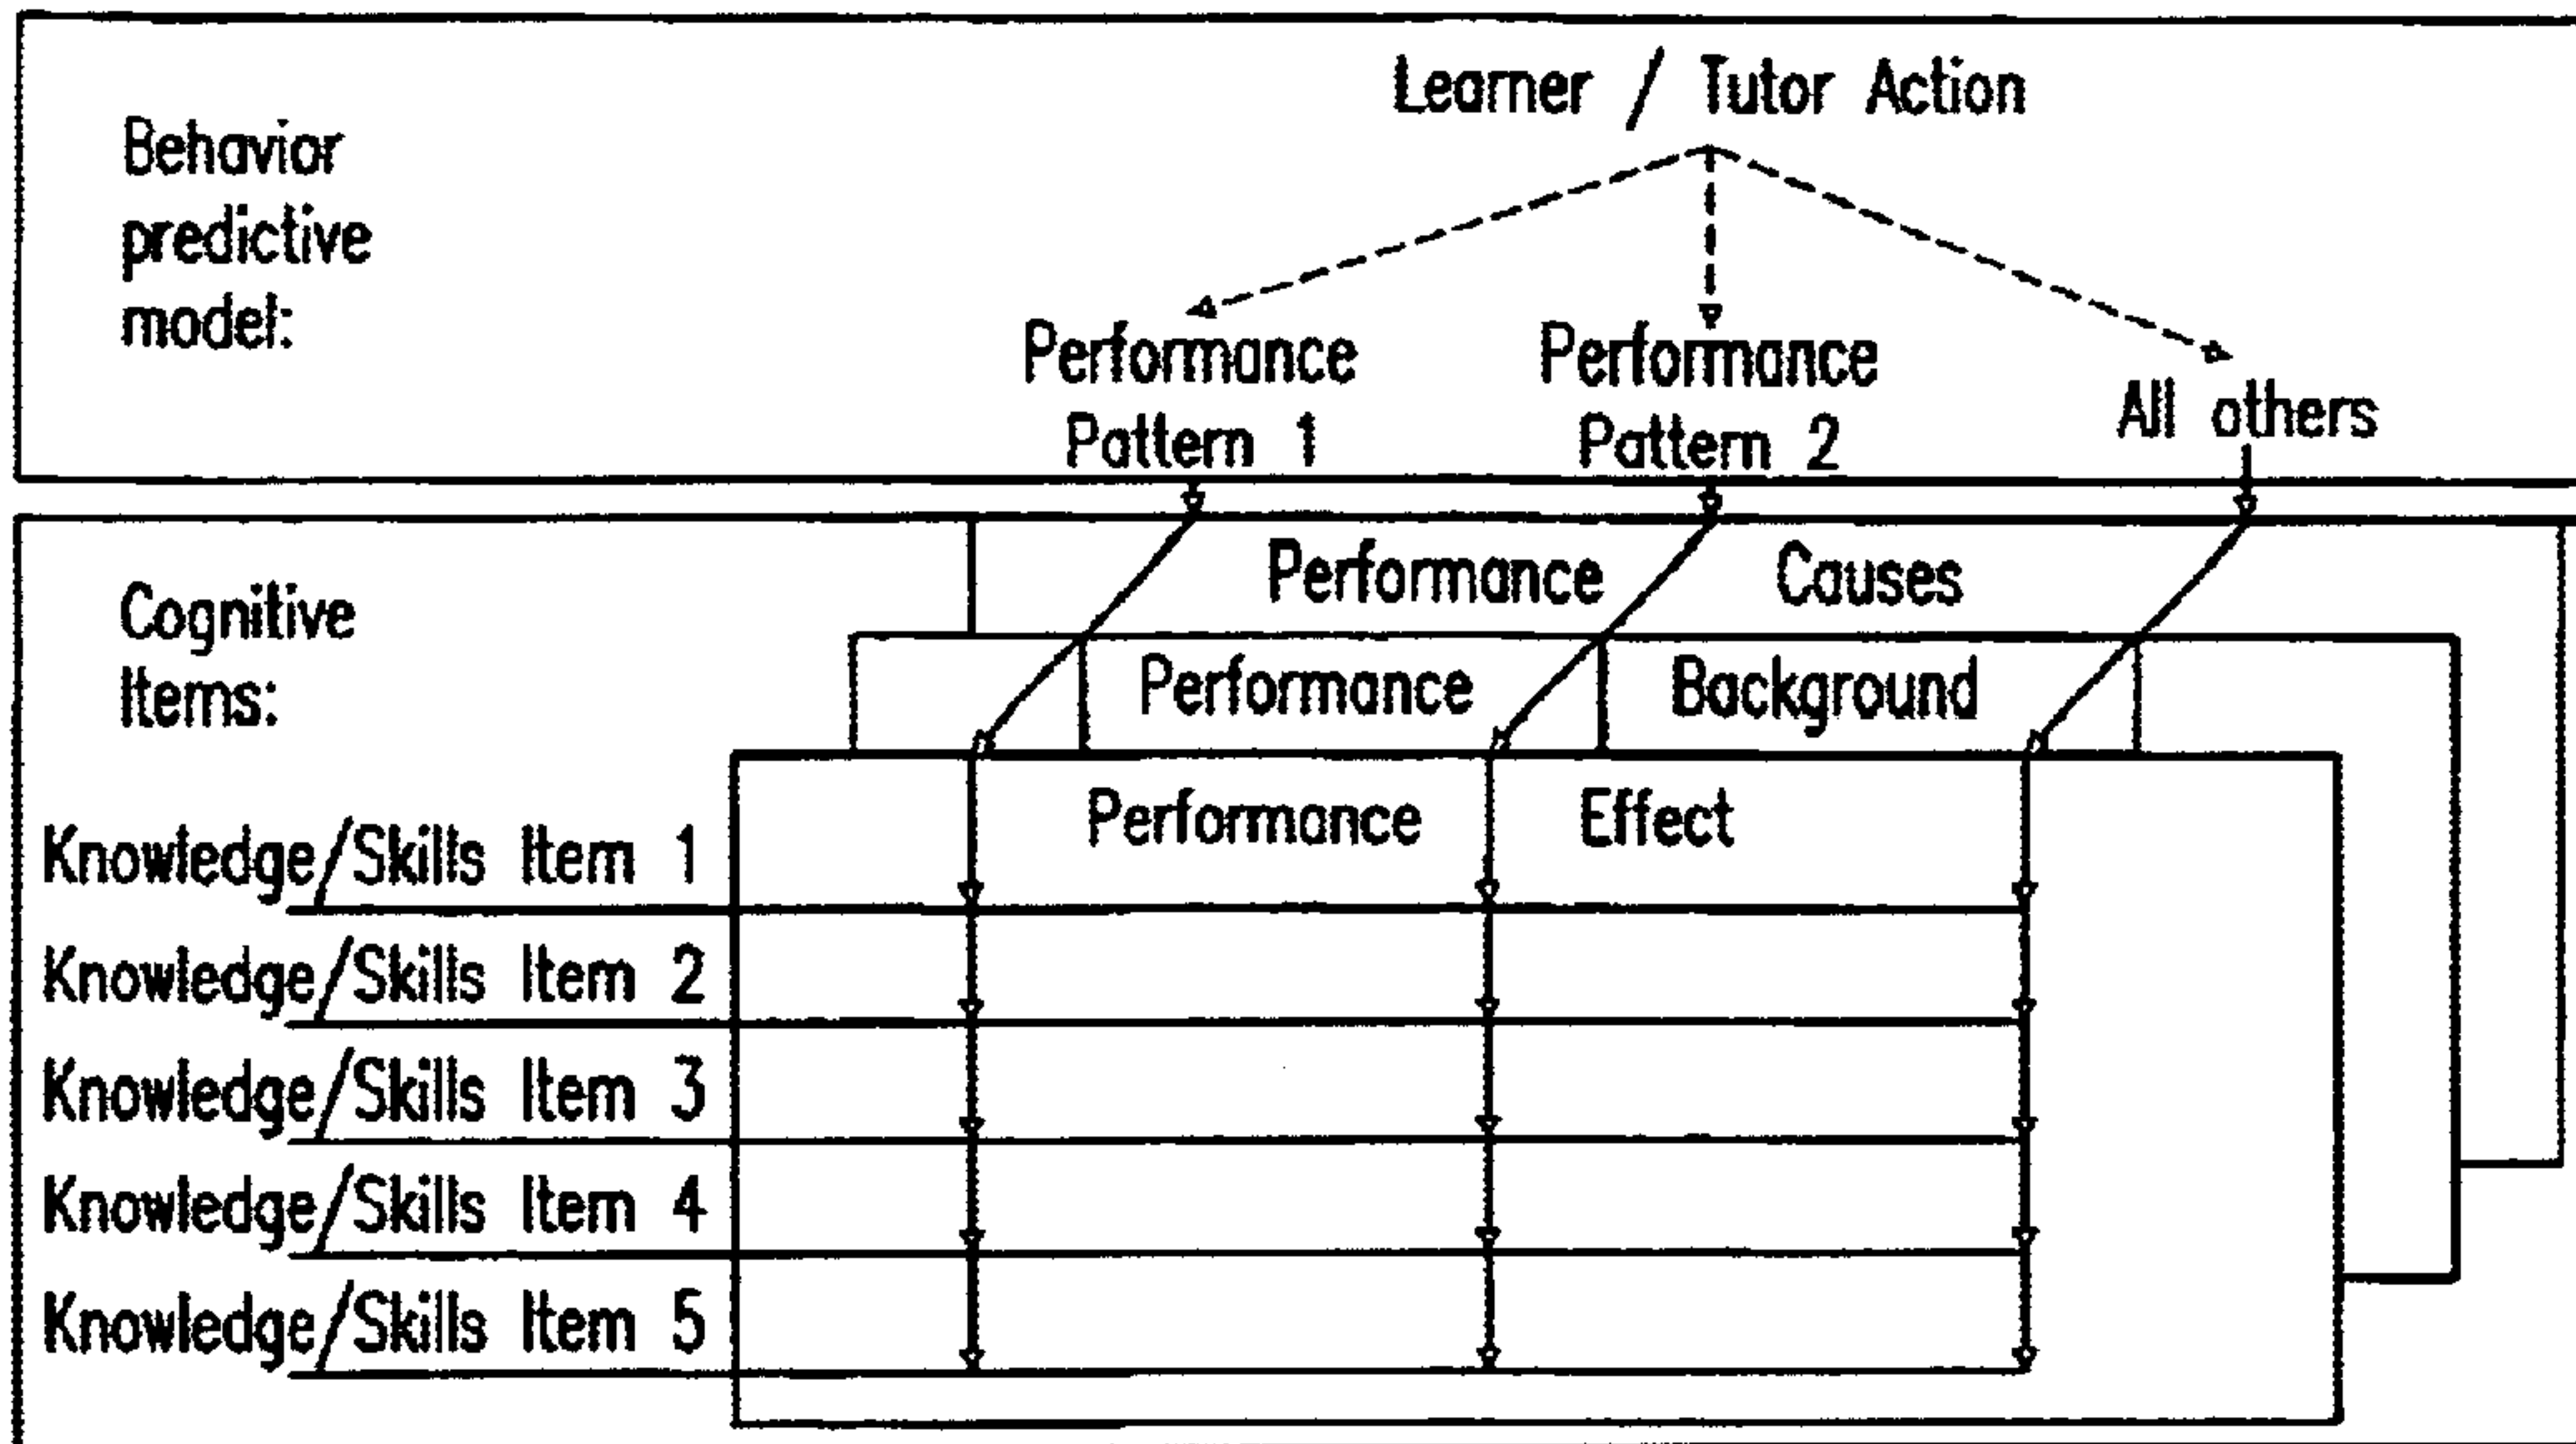 Learner / Tutor Action
Behavior
predictive
model:
Performance
Pattern 1
Performance
Pattern 2
All others
Cognitive
Items:
Performance Causes
Performance Background
Performance Effect
Knowledge/Skills Item 1
Knowledge/Skills Item 2
Knowledge/Skills Item 3
Knowledge/Skills Item 4
Knowledge/Skills Item 5